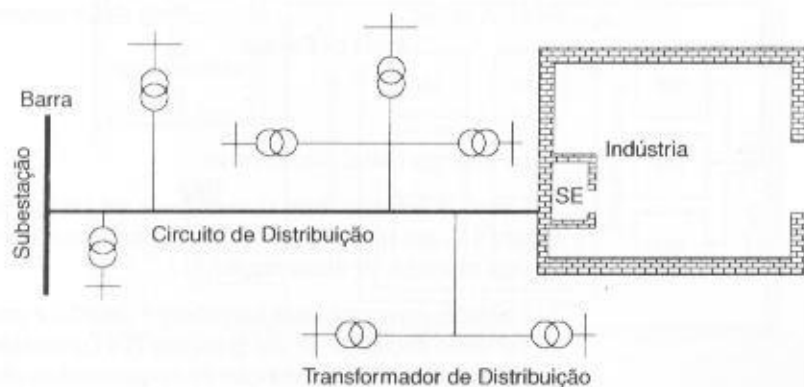 Barra
Subestação
Circuito de Distribuição
Transformador de Distribuição
SE
Indústria